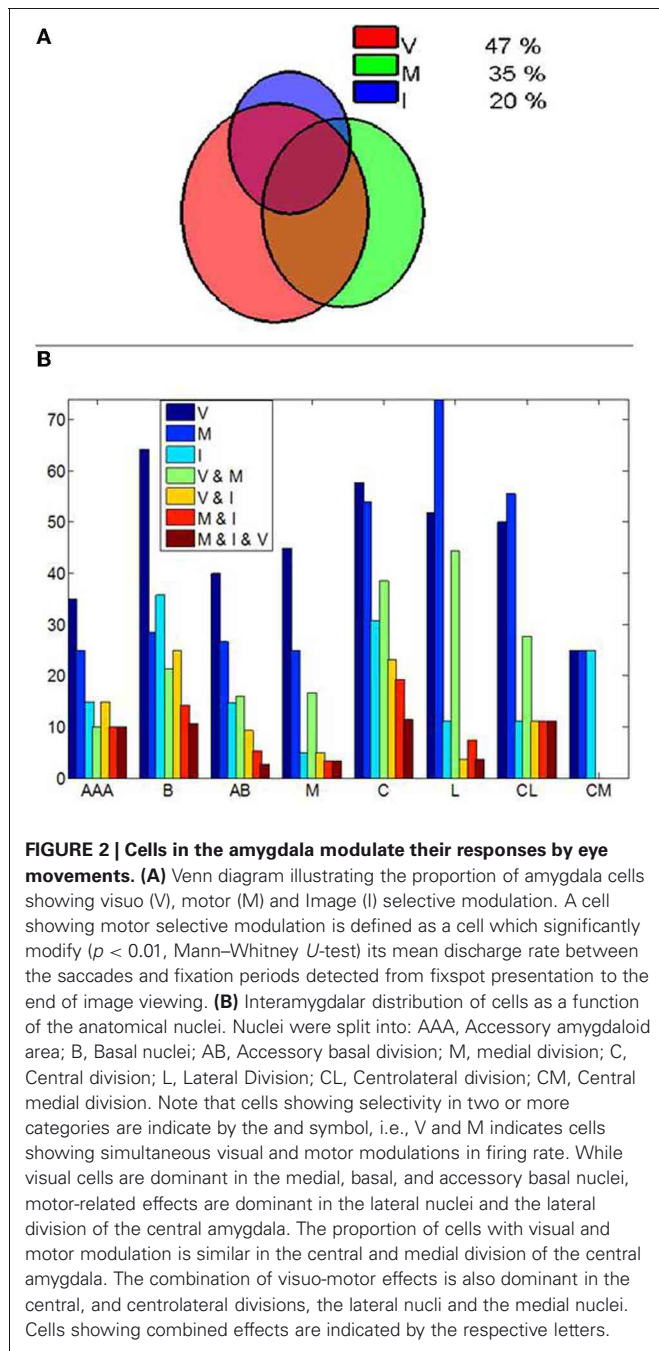 A
V 47 %
M 35 %
I 20 %
B
70
60
50
40
30
20
10
0
V
M
I
V & M
V & I
M & I
M & I & V
AAA B AB M C L CL CM
FIGURE 2 | Cells in the amygdala modulate their responses by eye
movements. (A) Venn diagram illustrating the proportion of amygdala cells
showing visuo (V), motor (M) and Image (I) selective modulation. A cell
showing motor selective modulation is defined as a cell which significantly
modify (p < 0.01, Mann–Whitney U-test) its mean discharge rate between
the saccades and fixation periods detected from fixspot presentation to the
end of image viewing. (B) Interamygdalar distribution of cells as a function
of the anatomical nuclei. Nuclei were split into: AAA, Accessory amygdaloid
area; B, Basal nuclei; AB, Accessory basal division; M, medial division; C,
Central division; L, Lateral Division; CL, Centrolateral division; CM, Central
medial division. Note that cells showing selectivity in two or more
categories are indicate by the and symbol, i.e., V and M indicates cells
showing simultaneous visual and motor modulations in firing rate. While
visual cells are dominant in the medial, basal, and accessory basal nuclei,
motor-related effects are dominant in the lateral nuclei and the lateral
division of the central amygdala. The proportion of cells with visual and
motor modulation is similar in the central and medial division of the central
amygdala. The combination of visuo-motor effects is also dominant in the
central, and centrolateral divisions, the lateral nucli and the medial nuclei.
Cells showing combined effects are indicated by the respective letters.